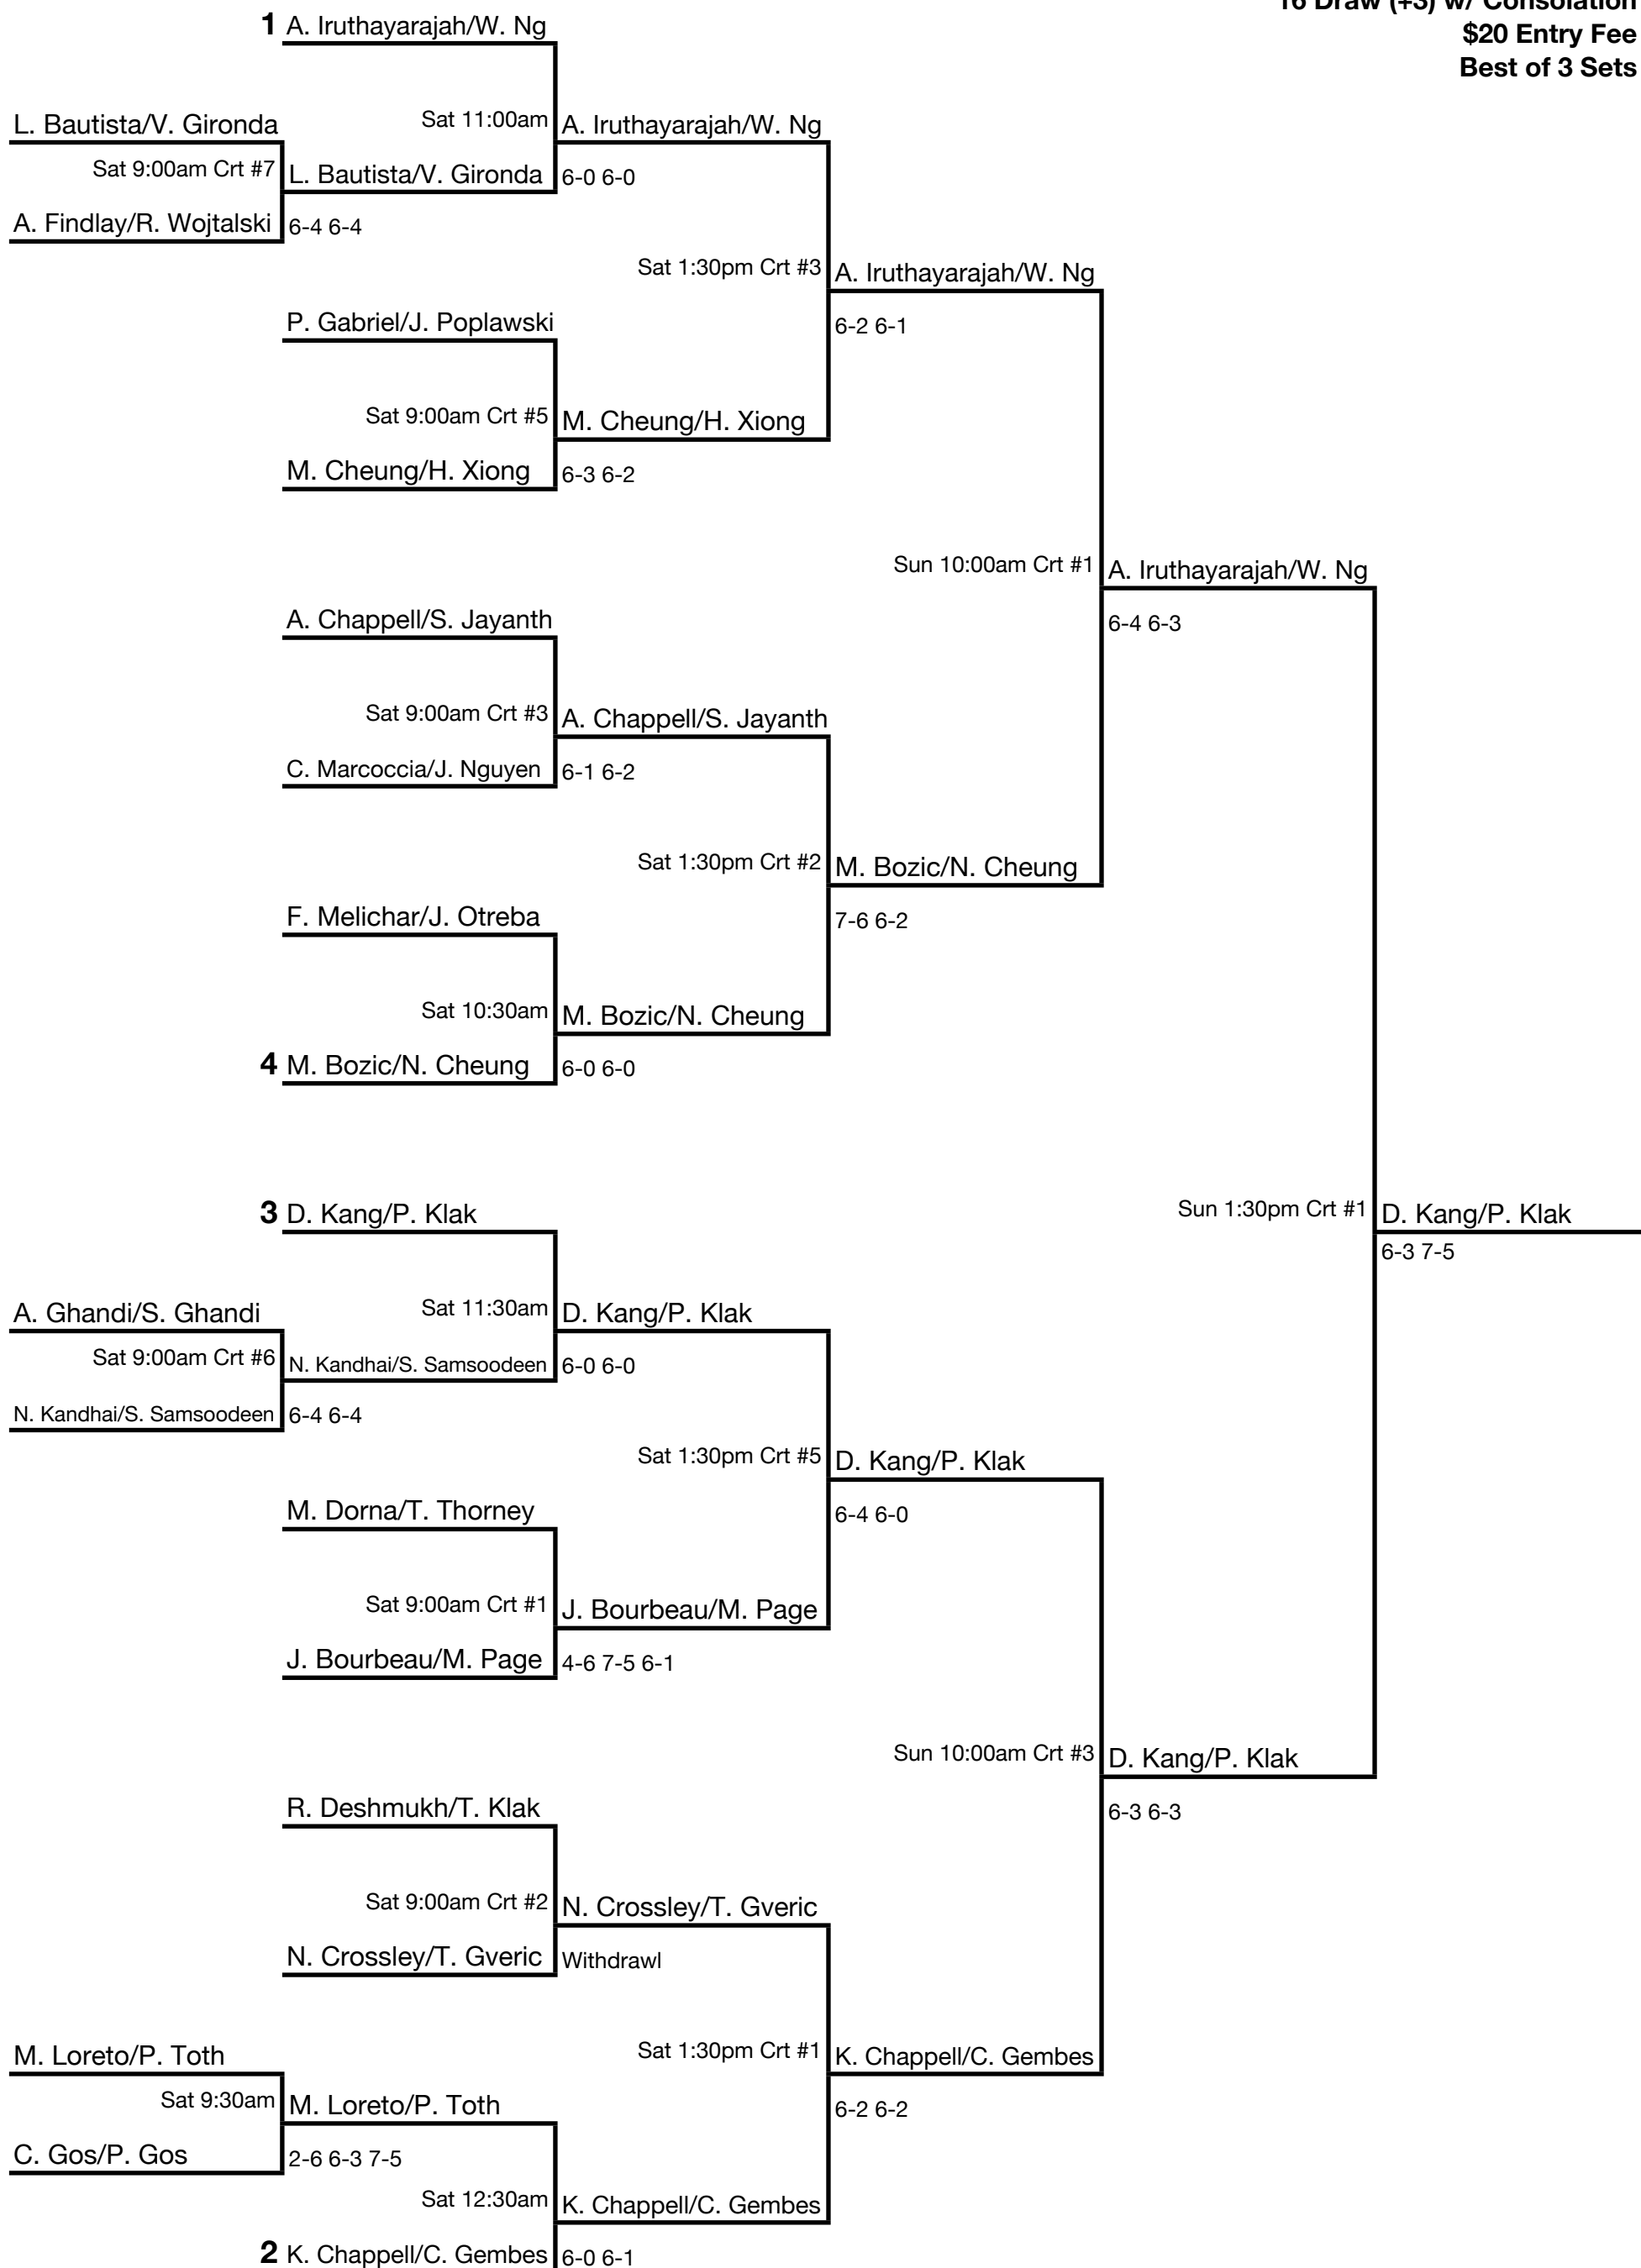 16 Draw (+3) w/ Consolation
$20 Entry Fee
Best of 3 Sets
1 A. Iruthayarajah/W. Ng
L. Bautista/V. Gironda
Sat 11:00am
A. Iruthayarajah/W. Ng
Sat 9:00am Crt #7
L. Bautista/V. Gironda
6-0 6-0
A. Findlay/R. Wojtalski
6-4 6-4
Sat 1:30pm Crt #3
A. Iruthayarajah/W. Ng
P. Gabriel/J. Poplawski
6-2 6-1
Sat 9:00am Crt #5
M. Cheung/H. Xiong
M. Cheung/H. Xiong
6-3 6-2
Sun 10:00am Crt #1
A. Iruthayarajah/W. Ng
A. Chappell/S. Jayanth
6-4 6-3
Sat 9:00am Crt #3
A. Chappell/S. Jayanth
C. Marcoccia/J. Nguyen
6-1 6-2
Sat 1:30pm Crt #2
M. Bozic/N. Cheung
F. Melichar/J. Otreba
7-6 6-2
Sat 10:30am
M. Bozic/N. Cheung
4 M. Bozic/N. Cheung
6-0 6-0
3 D. Kang/P. Klak
Sun 1:30pm Crt #1
D. Kang/P. Klak
6-3 7-5
A. Ghandi/S. Ghandi
Sat 11:30am
D. Kang/P. Klak
Sat 9:00am Crt #6
N. Kandhai/S. Samsoodeen
6-0 6-0
N. Kandhai/S. Samsoodeen
6-4 6-4
Sat 1:30pm Crt #5
D. Kang/P. Klak
M. Dorna/T. Thorney
6-4 6-0
Sat 9:00am Crt #1
J. Bourbeau/M. Page
J. Bourbeau/M. Page
4-6 7-5 6-1
Sun 10:00am Crt #3
D. Kang/P. Klak
R. Deshmukh/T. Klak
6-3 6-3
Sat 9:00am Crt #2
N. Crossley/T. Gveric
N. Crossley/T. Gveric
Withdrawl
M. Loreto/P. Toth
Sat 1:30pm Crt #1
K. Chappell/C. Gembes
Sat 9:30am
M. Loreto/P. Toth
6-2 6-2
C. Gos/P. Gos
2-6 6-3 7-5
Sat 12:30am
K. Chappell/C. Gembes
2 K. Chappell/C. Gembes
6-0 6-1